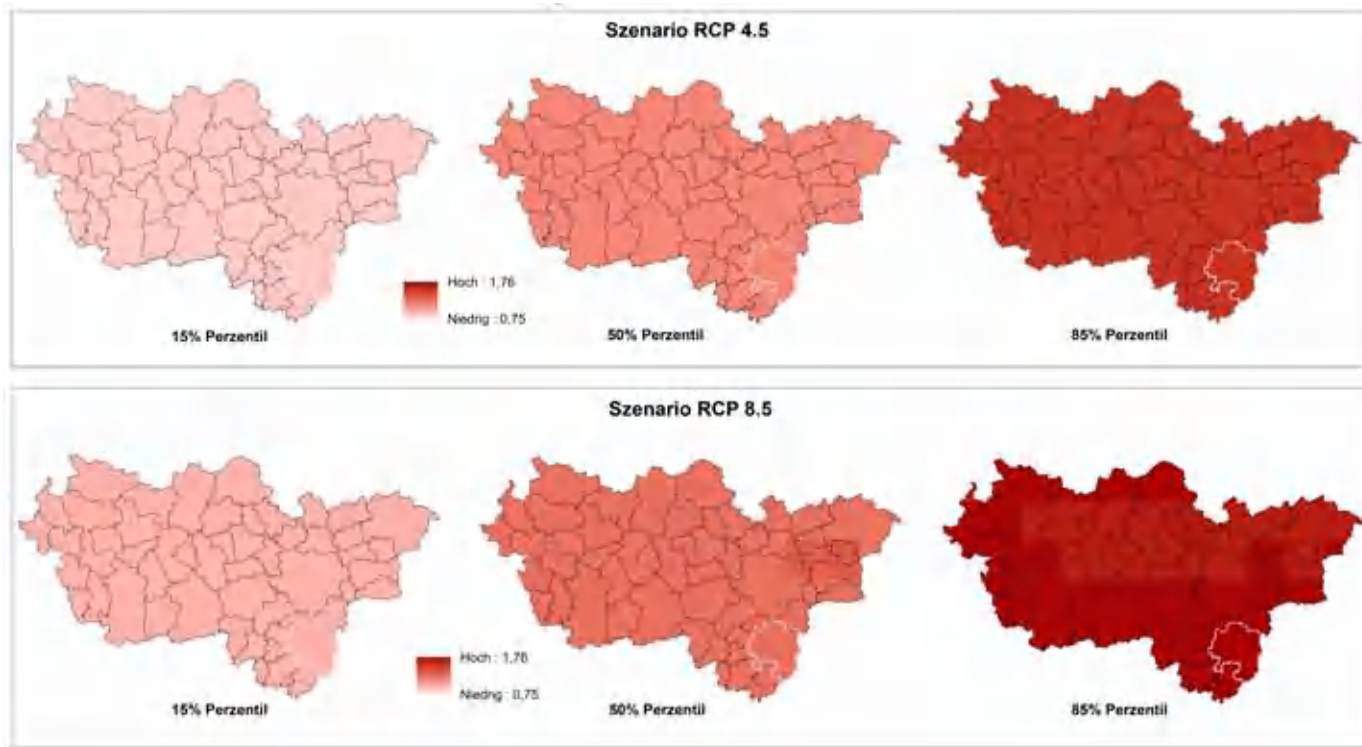 Szenario RCP 4.5
Hoch : 1,76
Niedrig : 0,75
15% Perzentil
50% Perzentil
85% Perzentil
Szenario RCP 8.5
Hoch : 1,76
Niedrig : 0,75
15% Perzentil
50% Perzentil
85% Perzentil